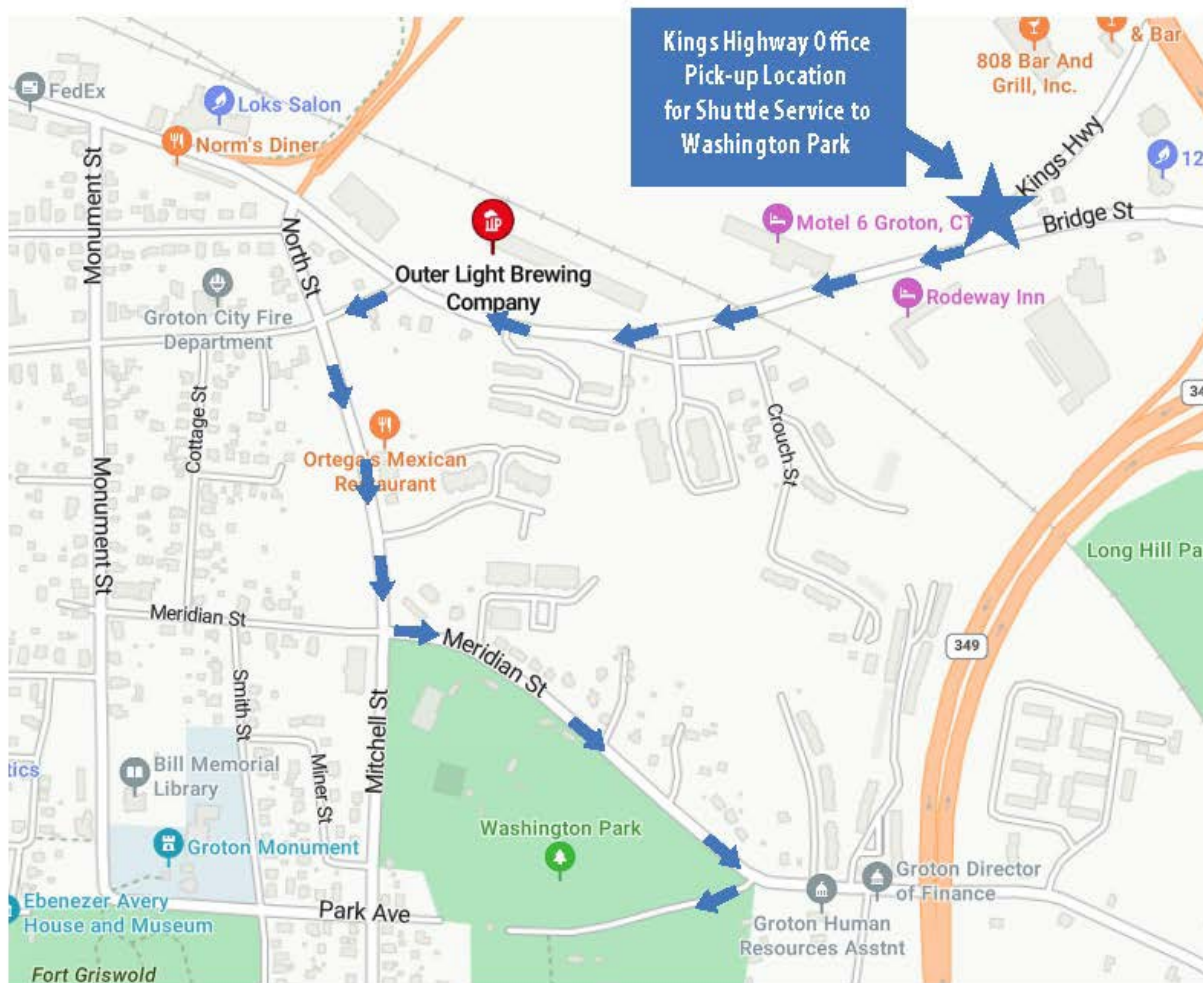 Kings Highway Office
Pick-up Location
for Shuttle Service to
Washington Park
808 Bar And
Grill, Inc.
& Bar
FedEx
Loks Salon
Norm's Diner
Monument St
North St
Kings Hwy
12
Motel 6 Groton, CT
Bridge St
Outer Light Brewing
Company
Rodeway Inn
Groton City Fire
Department
Cottage St
Ortega's Mexican
Restaurant
Crouch St
34
Monument St
Long Hill Pa
Meridian St
Meridian St
349
Smith St
Mitchell St
tics
Bill Memorial
Library
Miner St
Washington Park
Groton Monument
Groton Director
of Finance
Ebenezer Avery
House and Museum
Park Ave
Groton Human
Resources Asstnt
Fort Griswold